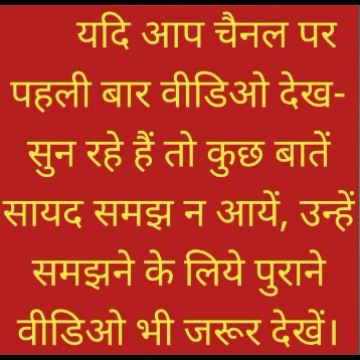 यदि आप चैनल पर
पहली बार वीडिओ देख-
सुन रहे हैं तो कुछ बातें
सायद समझ न आयें, उन्हें
समझने के लिये पुराने
वीडिओ भी जरूर देखें।